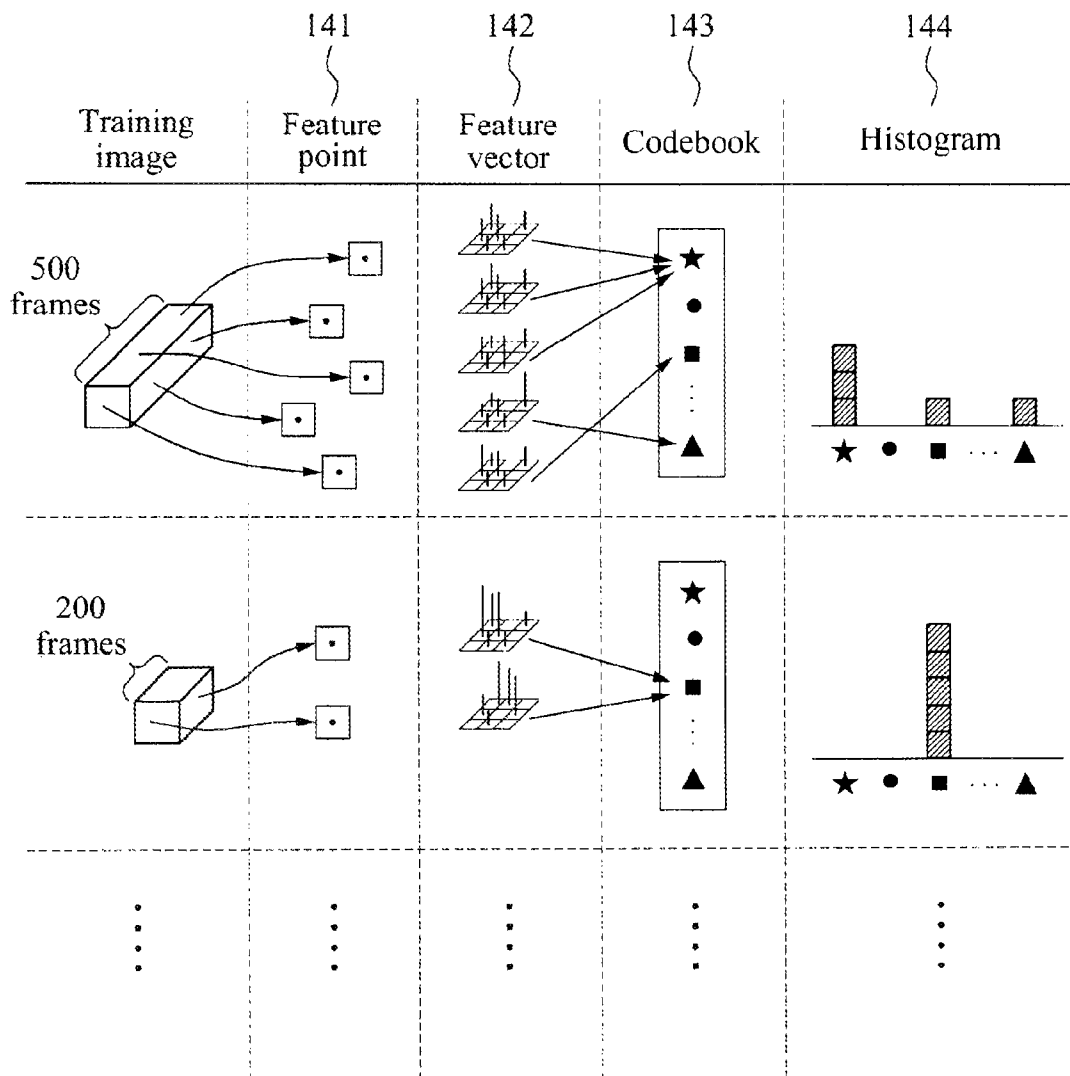 141
142
143
144
Training
image
Feature
point
Feature
vector
Codebook
Histogram
500
frames
200
frames